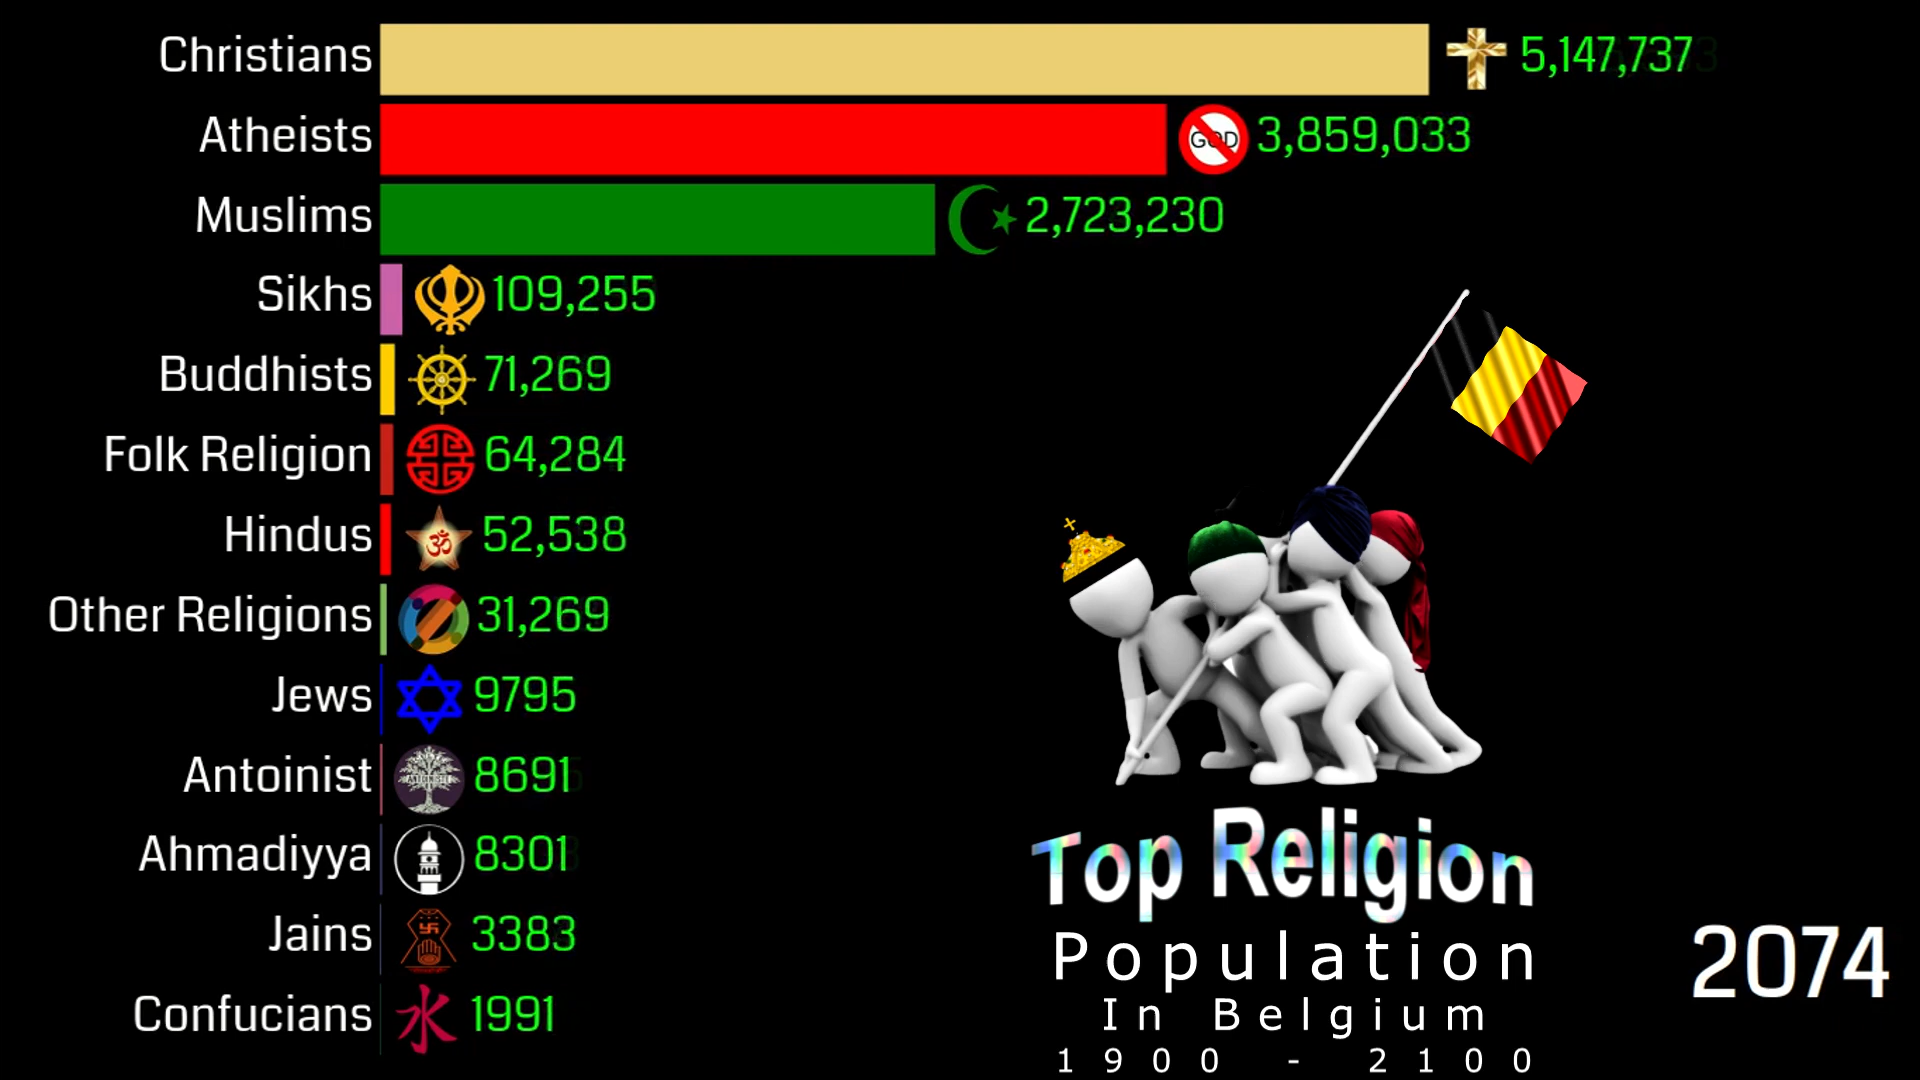 Christians 5,147,737
Atheists GOD 3,859,033
Muslims 2,723,230
Sikhs 109,255
Buddhists 71,269
Folk Religion 64,284
Hindus ॐ 52,538
Other Religions 31,269
Jews 9795
Antoinist 8691
Ahmadiyya 8301
Jains 3383
Confucians 水 1991
Top Religion
Population
In Belgium
1900 - 2100
2074